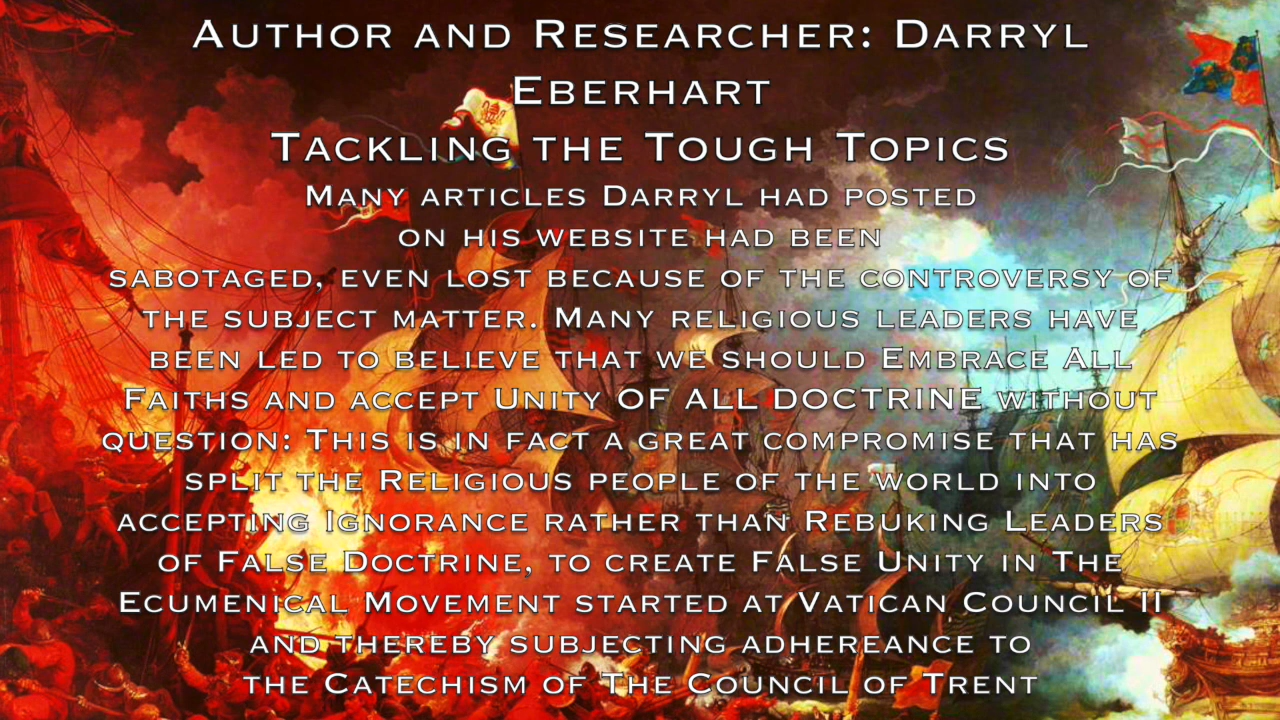 Author and Researcher: Darryl
Eberhart
Tackling the Tough Topics
Many articles Darryl had posted
on his website had been
sabotaged, even lost because of the controversy of
the subject matter. Many religious leaders have
been led to believe that we should Embrace All
Faiths and accept Unity OF ALL DOCTRINE without
question: This is in fact a great compromise that has
split the Religious people of the world into
accepting Ignorance rather than Rebuking Leaders
of False Doctrine, to create False Unity in The
Ecumenical Movement started at Vatican Council II
and thereby subjecting adhereance to
the Catechism of The Council of Trent